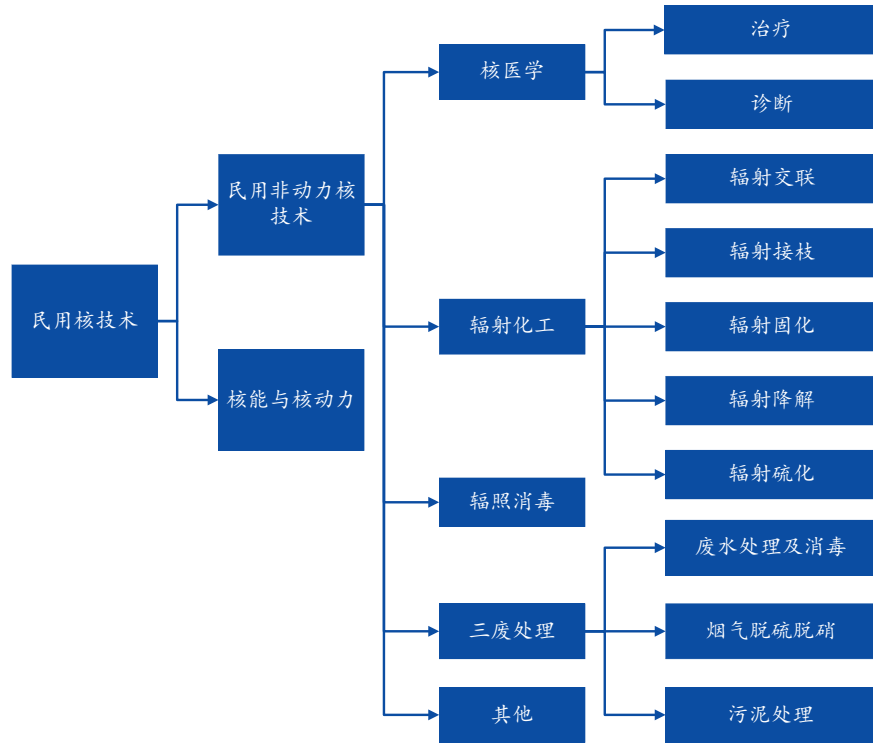 民用核技术
民用非动力核
技术
核能与核动力
核医学
辐射化工
辐照消毒
三废处理
其他
治疗
诊断
辐射交联
辐射接枝
辐射固化
辐射降解
辐射硫化
废水处理及消毒
烟气脱硫脱硝
污泥处理